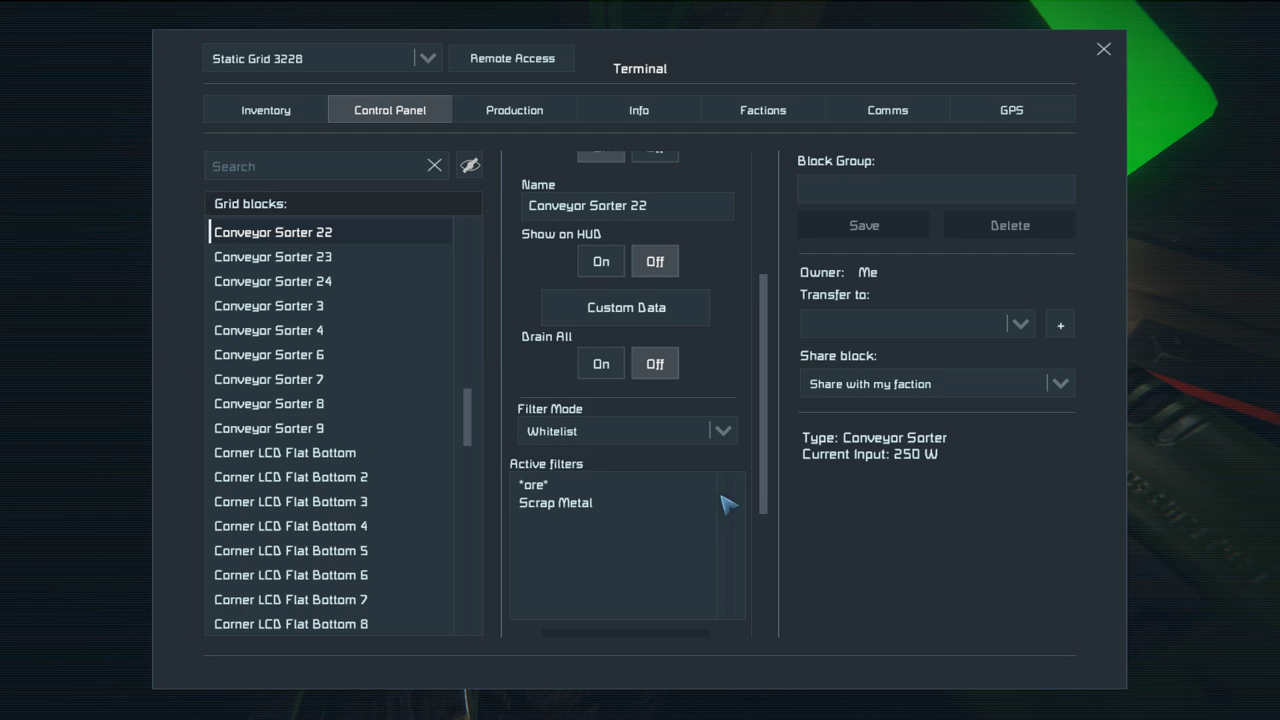 Static Grid 3228
Remote Access
Terminal
Inventory
Control Panel
Production
Info
Factions
Comms
GPS
Search
Grid blocks:
Conveyor Sorter 22
Conveyor Sorter 23
Conveyor Sorter 24
Conveyor Sorter 3
Conveyor Sorter 4
Conveyor Sorter 6
Conveyor Sorter 7
Conveyor Sorter 8
Conveyor Sorter 9
Corner LCD Flat Bottom
Corner LCD Flat Bottom 2
Corner LCD Flat Bottom 3
Corner LCD Flat Bottom 4
Corner LCD Flat Bottom 5
Corner LCD Flat Bottom 6
Corner LCD Flat Bottom 7
Corner LCD Flat Bottom 8
Name
Conveyor Sorter 22
Show on HUD
On Off
Custom Data
Drain All
On Off
Filter Mode
Whitelist
Active filters
*ore*
Scrap Metal
Block Group:
Save Delete
Owner: Me
Transfer to:
+
Share block:
Share with my faction
Type: Conveyor Sorter
Current Input: 250 W